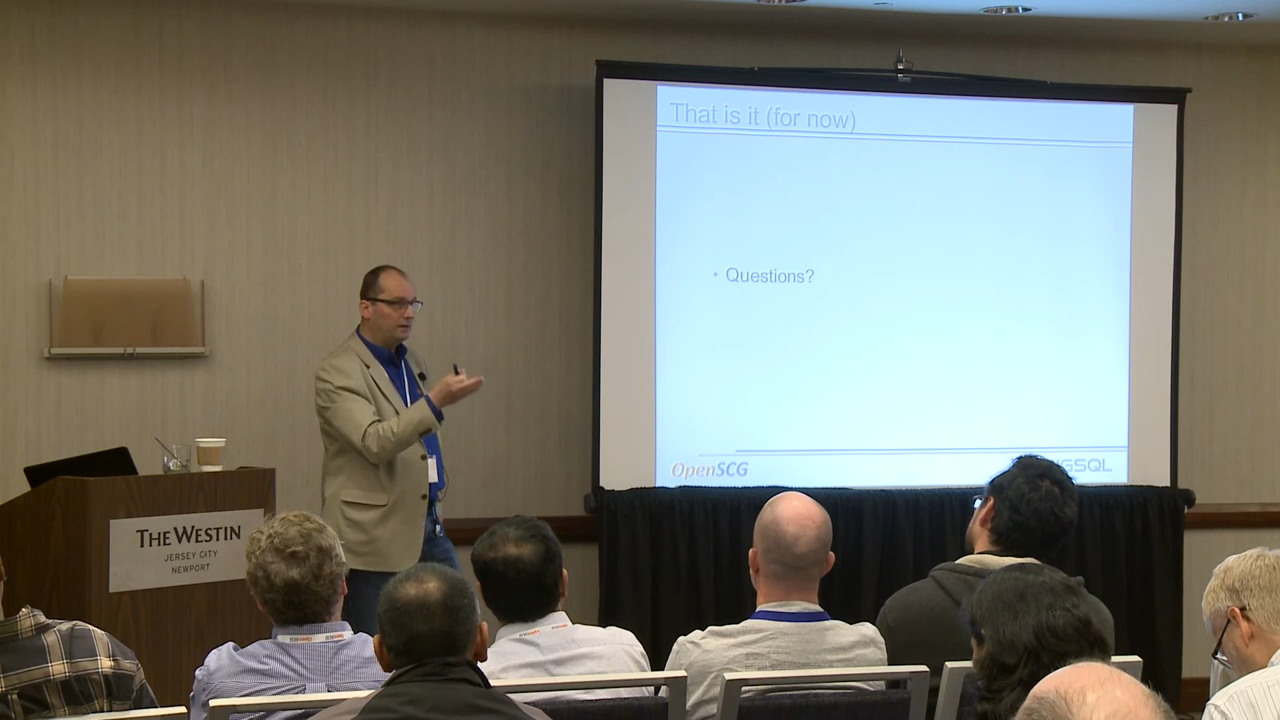 That is it (for now)
• Questions?
OpenSCG
THE WESTIN
JERSEY CITY
NEWPORT